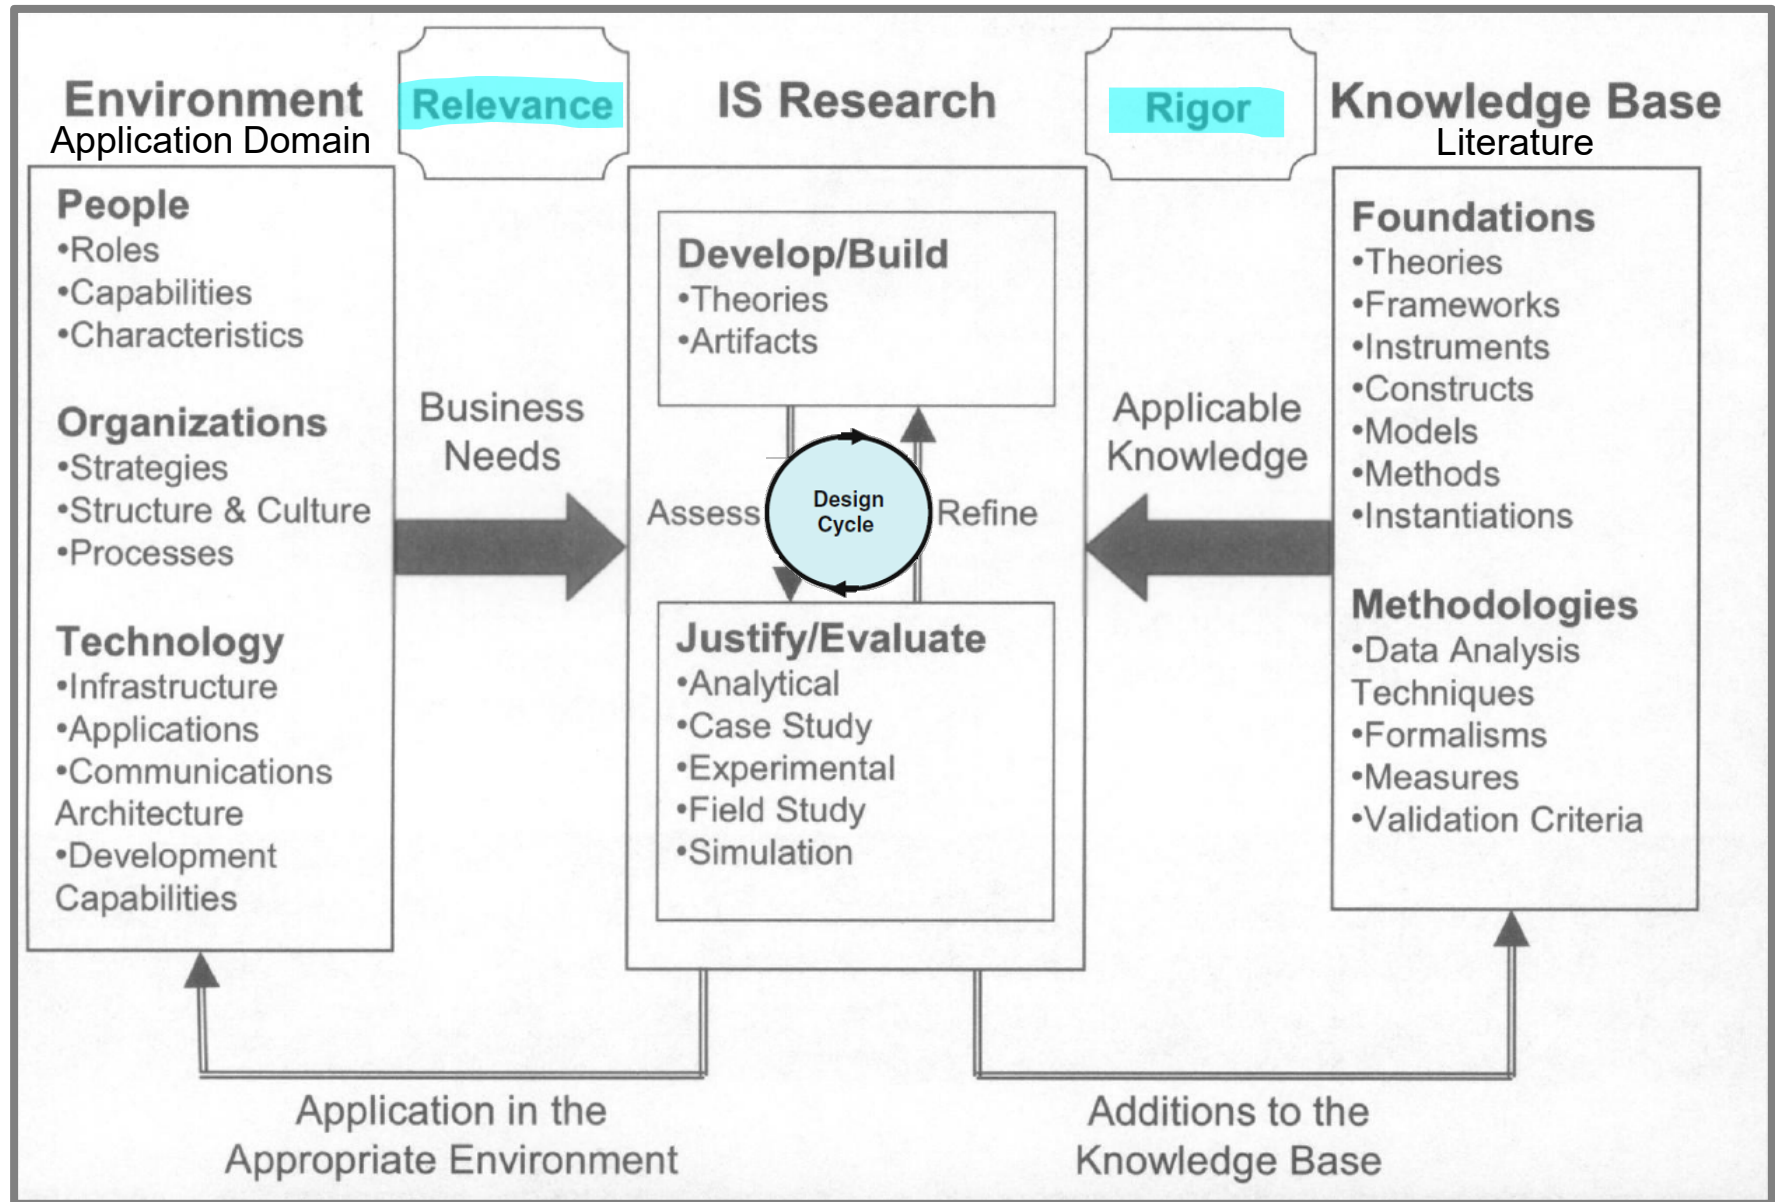 Environment
Application Domain
Relevance
IS Research
Rigor
Knowledge Base
Literature
People
•Roles
•Capabilities
•Characteristics
Organizations
•Strategies
•Structure & Culture
•Processes
Technology
•Infrastructure
•Applications
•Communications
Architecture
•Development
Capabilities
Business
Needs
Develop/Build
•Theories
•Artifacts
Assess
Design
Cycle
Refine
Justify/Evaluate
•Analytical
•Case Study
•Experimental
•Field Study
•Simulation
Applicable
Knowledge
Foundations
•Theories
•Frameworks
•Instruments
•Constructs
•Models
•Methods
•Instantiations
Methodologies
•Data Analysis
Techniques
•Formalisms
•Measures
•Validation Criteria
Application in the
Appropriate Environment
Additions to the
Knowledge Base